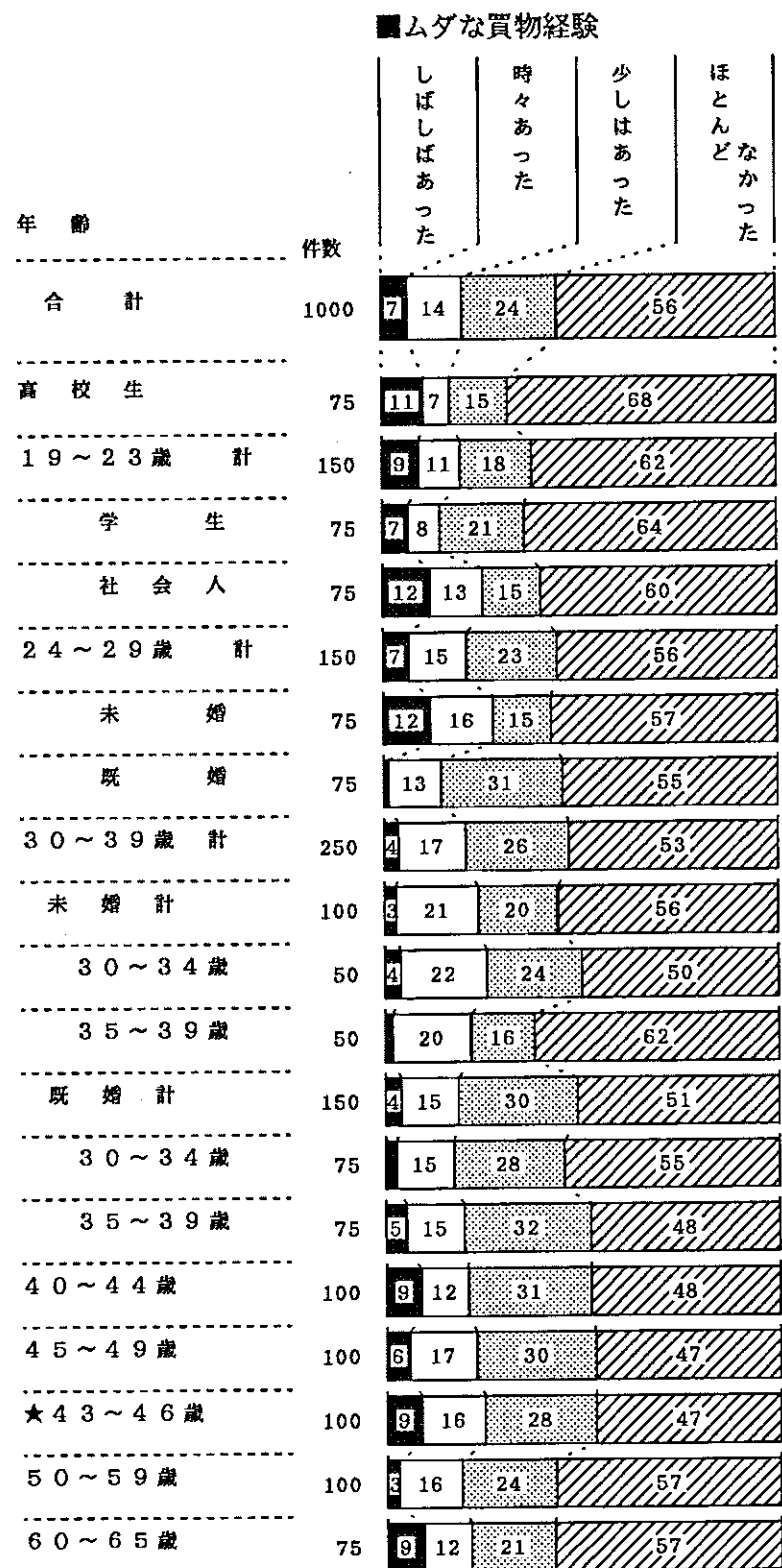 ■ムダな買物経験
しばしばあった
時々あった
少しはあった
ほとんどなかった
年齢 件数
合計 1000 7 14 24 56
高校生 75 11 7 15 68
19~23歳 計 150 9 11 18 62
学生 75 7 8 21 64
社会人 75 12 13 15 60
24~29歳 計 150 7 15 23 56
未婚 75 12 16 15 57
既婚 75 13 31 55
30~39歳 計 250 4 17 26 53
未婚計 100 3 21 20 56
30~34歳 50 4 22 24 50
35~39歳 50 20 16 62
既婚計 150 4 15 30 51
30~34歳 75 15 28 55
35~39歳 75 5 15 32 48
40~44歳 100 9 12 31 48
45~49歳 100 6 17 30 47
★43~46歳 100 9 16 28 47
50~59歳 100 3 16 24 57
60~65歳 75 9 12 21 57